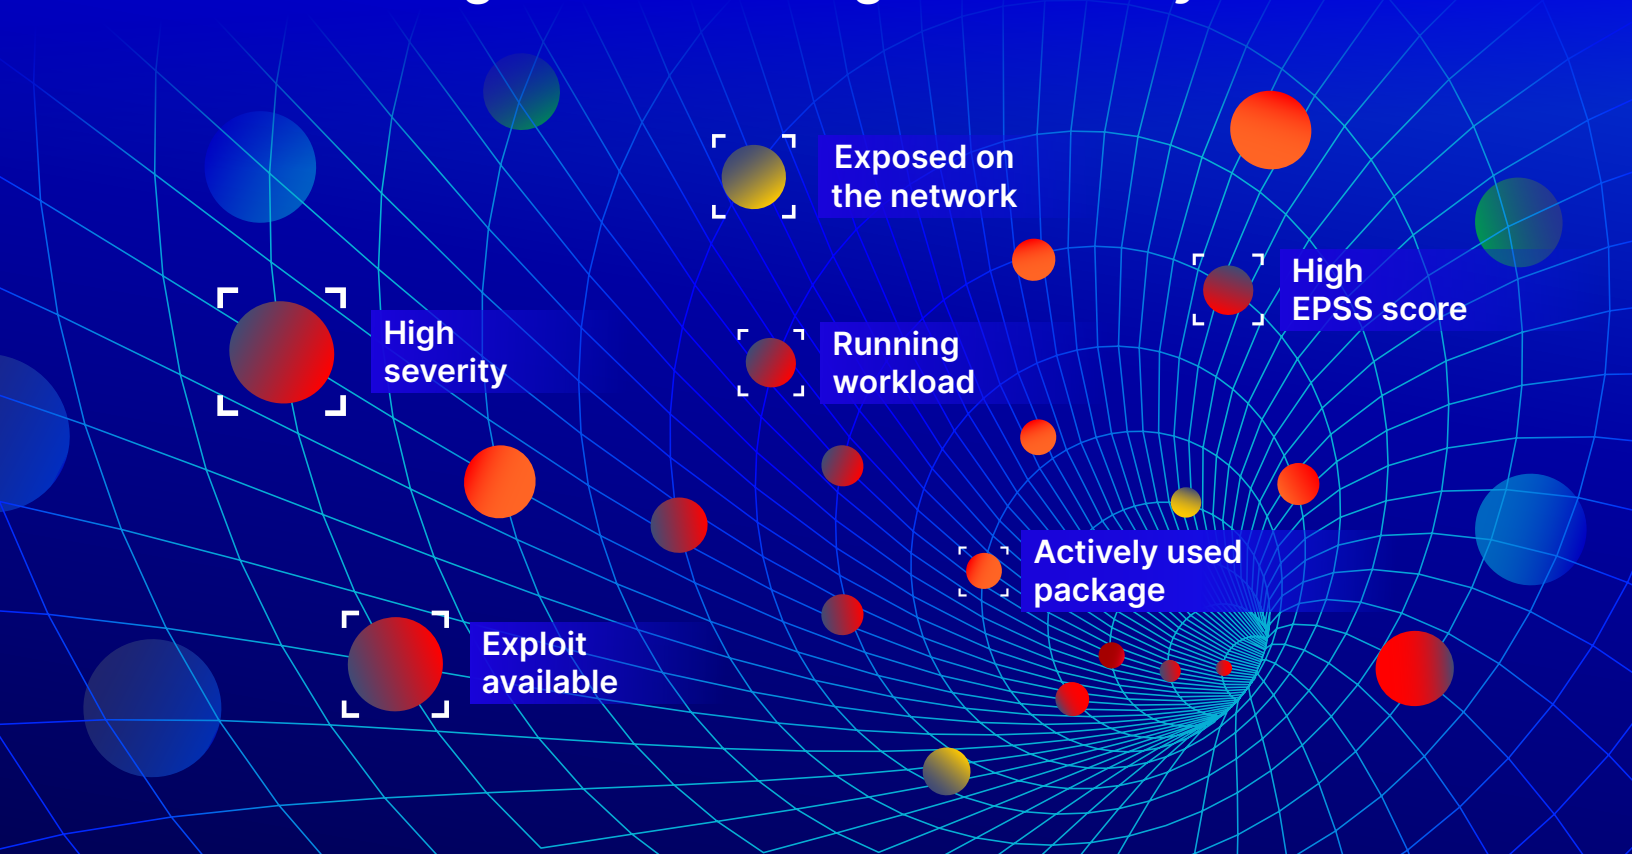 Exposed on
the network
High
EPSS score
High
severity
Running
workload
Actively used
package
Exploit
available